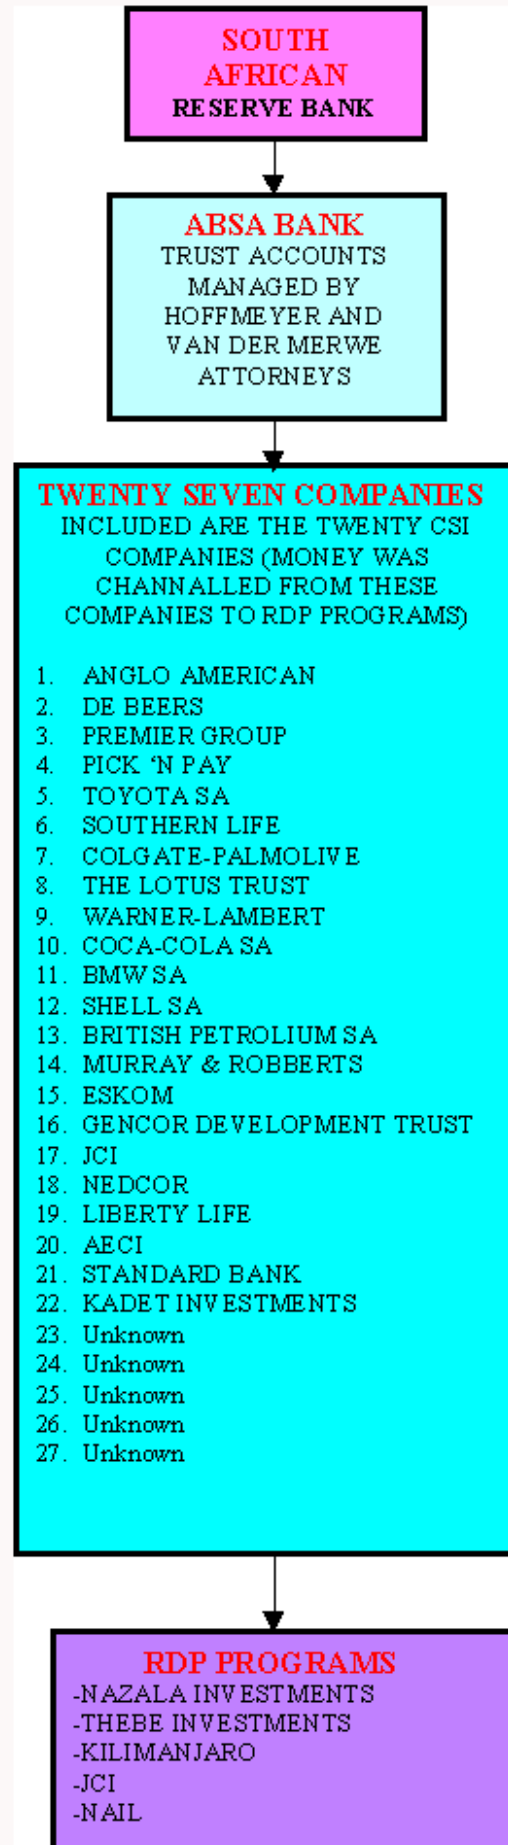 SOUTH
AFRICAN
RESERVE BANK
ABSA BANK
TRUST ACCOUNTS
MANAGED BY
HOFFMEYER AND
VAN DER MERWE
ATTORNEYS
TWENTY SEVEN COMPANIES
INCLUDED ARE THE TWENTY CSI
COMPANIES (MONEY WAS
CHANNALLED FROM THESE
COMPANIES TO RDP PROGRAMS)
1. ANGLO AMERICAN
2. DE BEERS
3. PREMIER GROUP
4. PICK ‘N PAY
5. TOYOTA SA
6. SOUTHERN LIFE
7. COLGATE-PALMOLIVE
8. THE LOTUS TRUST
9. WARNER-LAMBERT
10. COCA-COLA SA
11. BMW SA
12. SHELL SA
13. BRITISH PETROLIUM SA
14. MURRAY & ROBBERTS
15. ESKOM
16. GENCOR DEVELOPMENT TRUST
17. JCI
18. NEDCOR
19. LIBERTY LIFE
20. AECI
21. STANDARD BANK
22. KADET INVESTMENTS
23. Unknown
24. Unknown
25. Unknown
26. Unknown
27. Unknown
RDP PROGRAMS
-NAZALA INVESTMENTS
-THEBE INVESTMENTS
-KILIMANJARO
-JCI
-NAIL